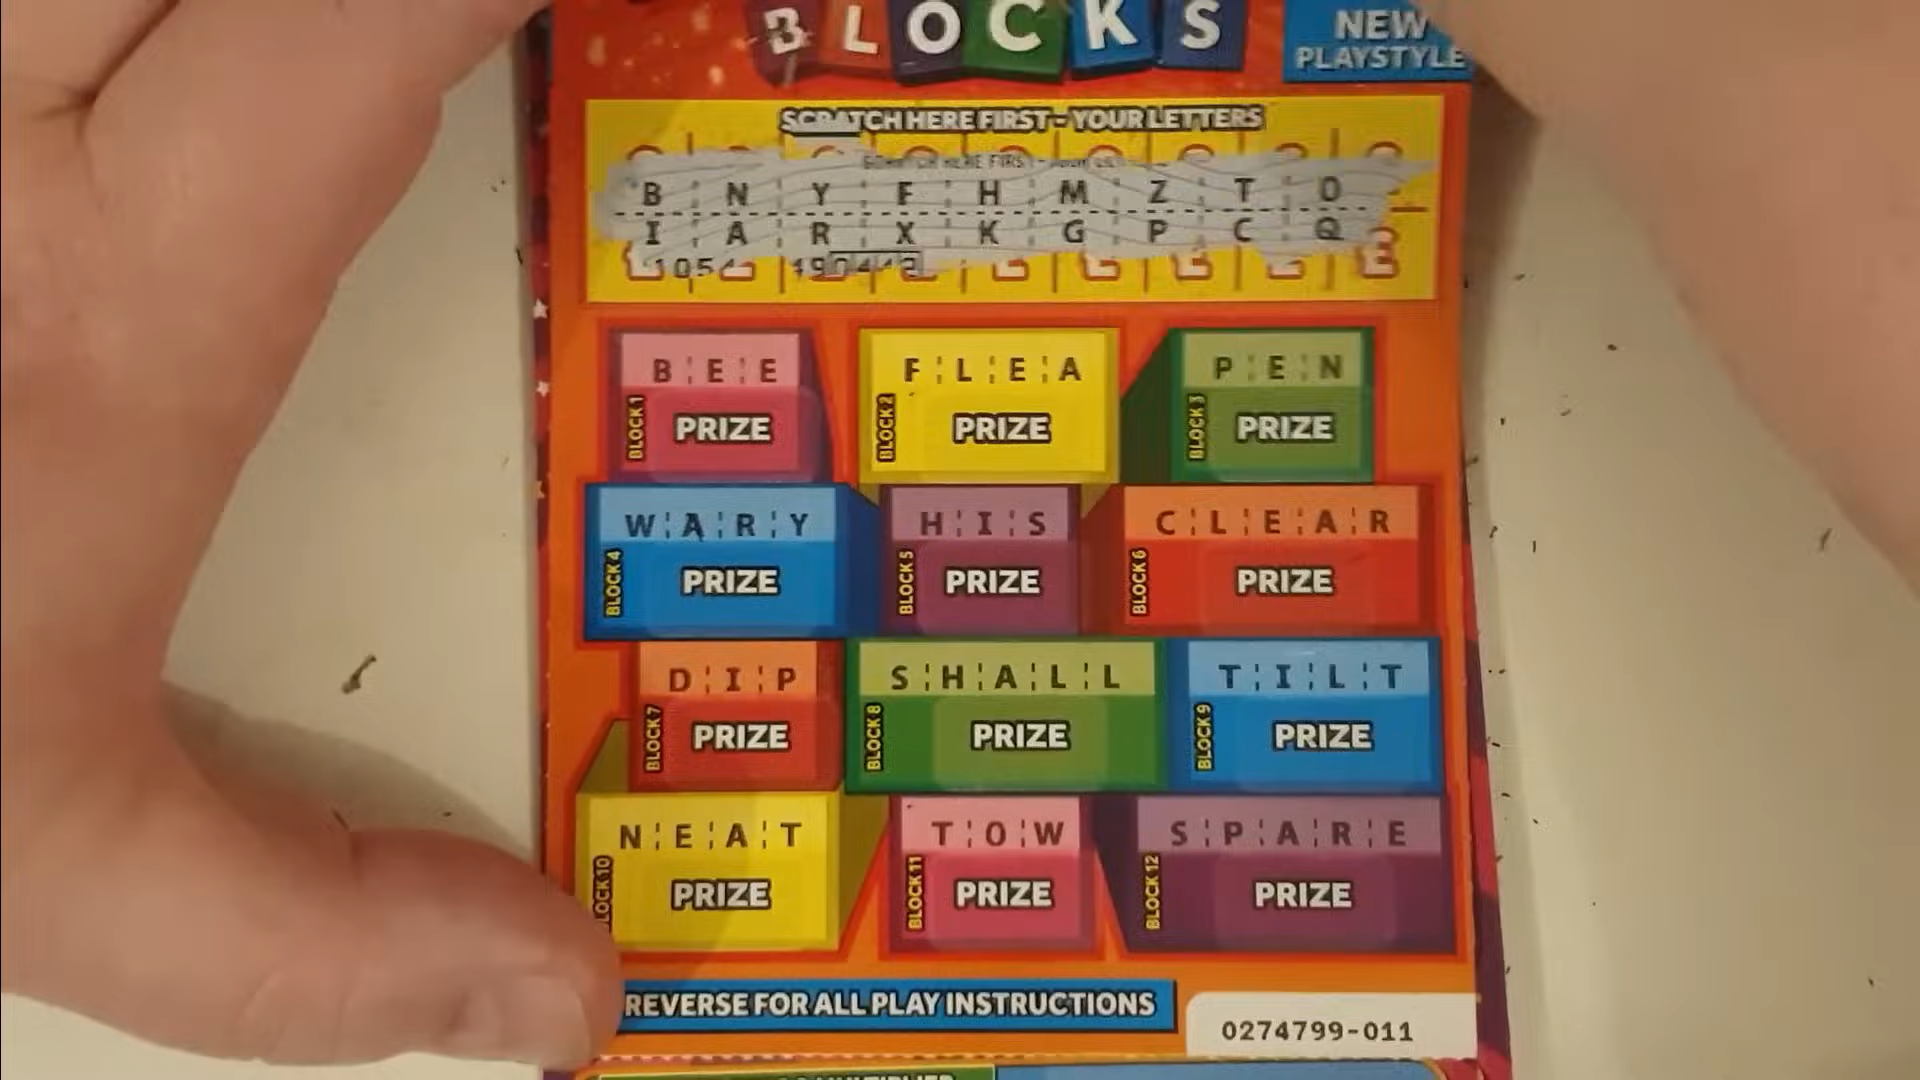 BLOCKS
NEW
PLAYSTYLE
SCRATCH HERE FIRST - YOUR LETTERS
B N Y F H M Z T O
I A R X K G P C Q
B E E
BLOCK 1
PRIZE
F L E A
BLOCK 2
PRIZE
P E N
BLOCK 3
PRIZE
W A R Y
BLOCK 4
PRIZE
H I S
BLOCK 5
PRIZE
C L E A R
BLOCK 6
PRIZE
D I P
BLOCK 7
PRIZE
S H A L L
BLOCK 8
PRIZE
T I L T
BLOCK 9
PRIZE
N E A T
BLOCK 10
PRIZE
T O W
BLOCK 11
PRIZE
S P A R E
BLOCK 12
PRIZE
REVERSE FOR ALL PLAY INSTRUCTIONS
0274799-011